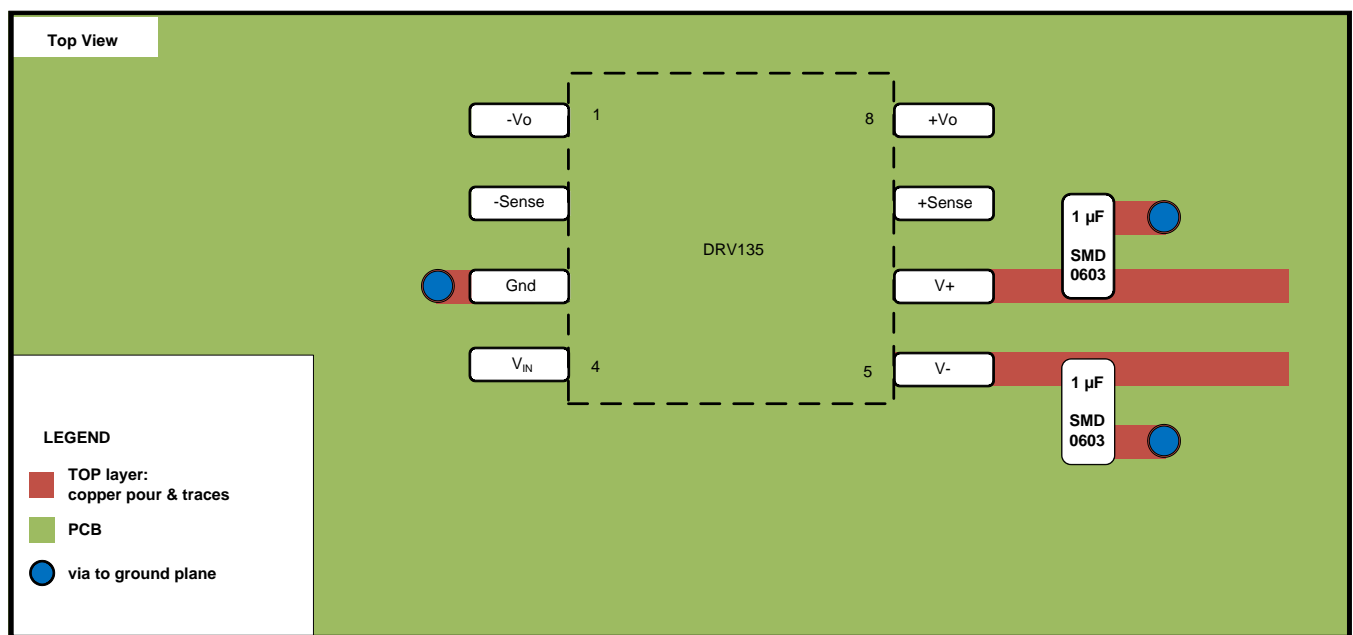 Top View
-Vo
1
8
+Vo
-Sense
+Sense
1 µF
SMD
0603
DRV135
Gnd
V+
VIN
4
5
V-
1 µF
SMD
0603
LEGEND
TOP layer:
copper pour & traces
PCB
via to ground plane